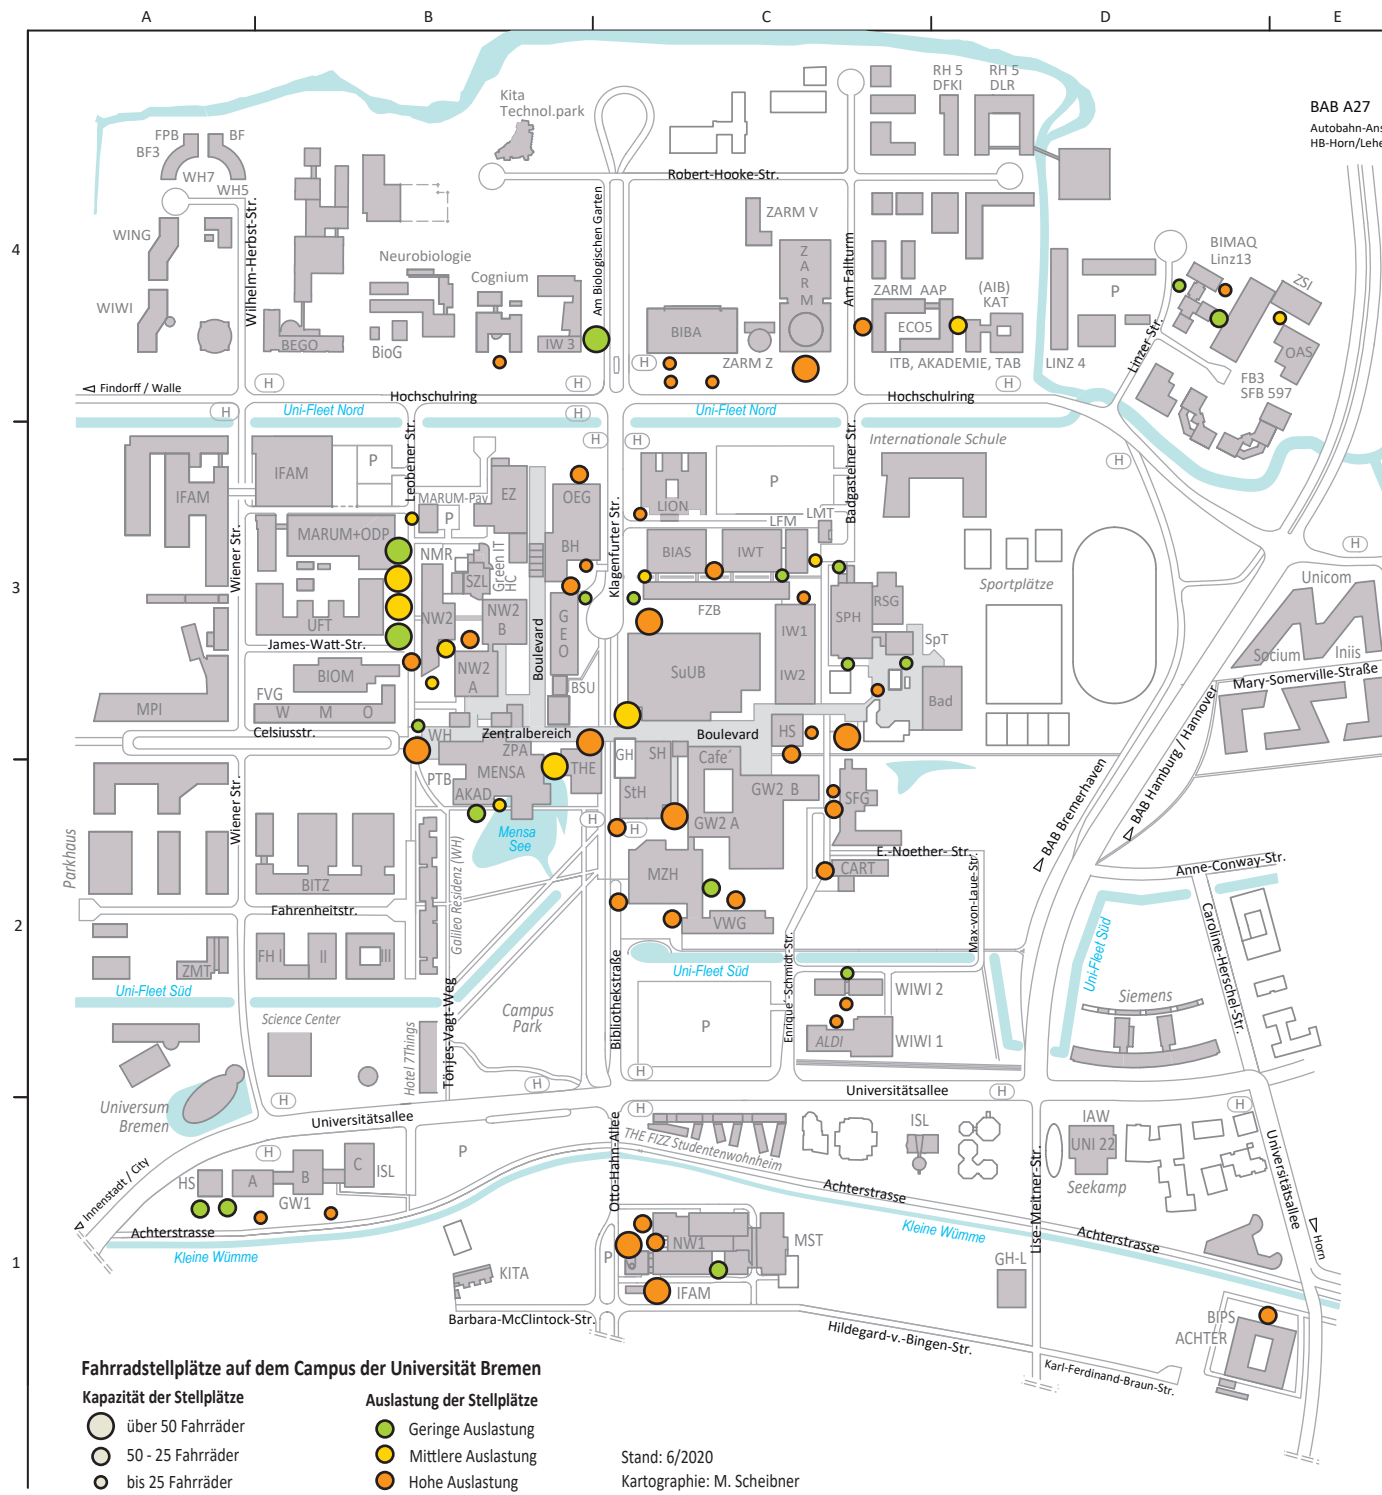 A
B
C
D
E
4
3
2
1
BAB A27
Autobahn-Ans
HB-Horn/Lehe
Kita
Technol.park
RH 5
DFKI
RH 5
DLR
FPB
BF3
BF
WH7
WH5
WING
WIWI
Wilhelm-Herbst-Str.
Robert-Hooke-Str.
Am Biologischen Garten
Am Fallturm
ZARM V
Z
A
R
M
Neurobiologie
Cognium
BEGO
BioG
IW 3
BIBA
ZARM Z
ZARM AAP
ECO5
(AIB)
KAT
ITB, AKADEMIE, TAB
LINZ 4
P
Linzer-Str.
BIMAQ
Linz13
ZSI
OAS
FB3
SFB 597
Findorff / Walle
H
H
H
H
Hochschulring
Hochschulring
Uni-Fleet Nord
Uni-Fleet Nord
H
H
H
H
H
Internationale Schule
IFAM
IFAM
P
Leobener Str.
MARUM-Pav
P
EZ
OEG
BH
Klagenfurter Str.
LION
P
LFM
LMT
Badgasteiner Str.
Wiener Str.
MARUM+ODP
NMR
SZL
Green IT
HC
BIAS
IWT
FZB
Sportplätze
UFT
NW2
NW2
B
NW2
A
G
E
O
Boulevard
BSU
SuUB
IW1
IW2
SPH
RSG
SpT
Bad
Unicom
Socium
Iniis
Mary-Somerville-Straße
James-Watt-Str.
BIOM
MPI
FVG
W M O
Celsiusstr.
WH
Zentralbereich
ZPA
MENSA
THE
GH
SH
StH
Boulevard
Café
HS
GW2 B
GW2 A
SFG
PTB
AKAD
Mensa
See
BAB Bremerhaven
BAB Hamburg / Hannover
Parkhaus
Wiener Str.
BITZ
Fahrenheitstr.
Galileo Residenz (WH)
MZH
VWG
CART
E.-Noether- Str.
Max-von-Laue-Str.
Anne-Conway-Str.
Caroline-Herschel-Str.
H
ZMT
FH I
II
III
Uni-Fleet Süd
Uni-Fleet Süd
Uni-Fleet Süd
Science Center
Hotel 7Things
Tönjes-Vagt-Weg
Campus
Park
Bibliothekstraße
P
Enrique-Schmidt-Str.
WIWI 2
WIWI 1
ALDI
Siemens
Universum
Bremen
H
H
H
H
H
H
H
Universitätsallee
Universitätsallee
Universitätsallee
Innenstadt / City
HS
A
B
C
ISL
GW1
P
Otto-Hahn-Allee
THE FIZZ Studentenwohnheim
ISL
IAW
UNI 22
Seekamp
Lise-Meitner-Str.
Achterstrasse
Achterstrasse
Achterstrasse
Kleine Wümme
Kleine Wümme
Horn
KITA
P
NW1
IFAM
MST
GH-L
BIPS
ACHTER
Barbara-McClintock-Str.
Hildegard-v.-Bingen-Str.
Karl-Ferdinand-Braun-Str.
Fahrradstellplätze auf dem Campus der Universität Bremen
Kapazität der Stellplätze
über 50 Fahrräder
50 - 25 Fahrräder
bis 25 Fahrräder
Auslastung der Stellplätze
Geringe Auslastung
Mittlere Auslastung
Hohe Auslastung
Stand: 6/2020
Kartographie: M. Scheibner